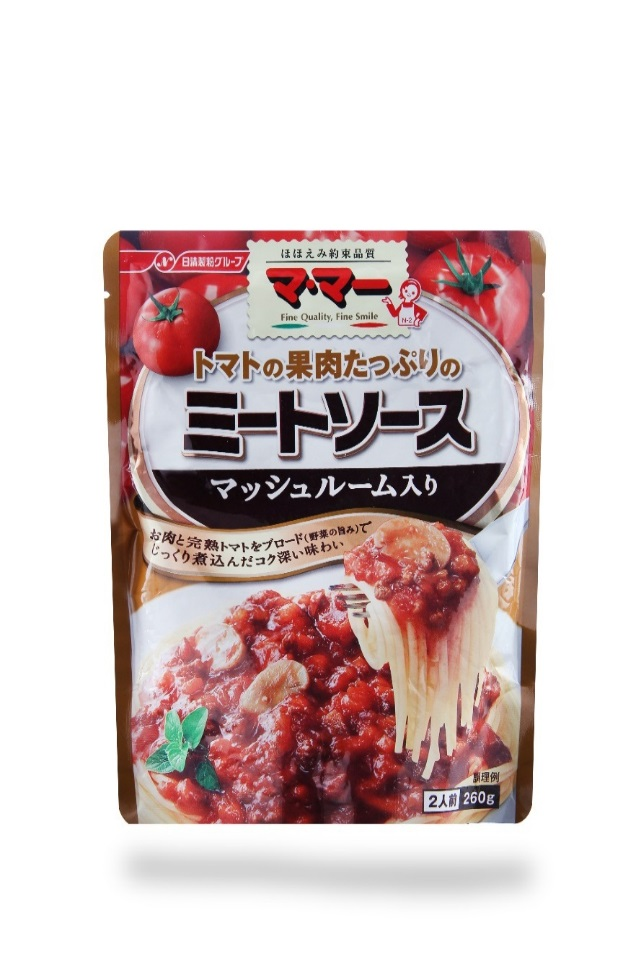 日清製粉グループ
ほほえみ約束品質
マ・マー
Fine Quality, Fine Smile
N-2
トマトの果肉たっぷりの
ミートソース
マッシュルーム入り
お肉と完熟トマトをブロード(野菜の旨み)で
じっくり煮込んだコク深い味わい
調理例
2人前 260g